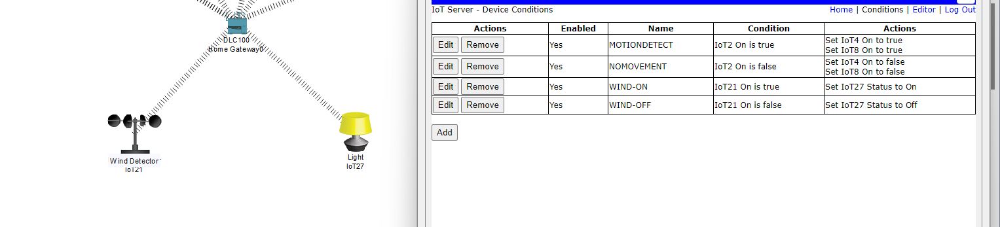 DLC100
Home Gateway0
Wind Detector
IoT21
Light
IoT27
IoT Server - Device Conditions
Home | Conditions | Editor | Log Out
Actions Enabled Name Condition Actions
Edit Remove Yes MOTIONDETECT IoT2 On is true Set IoT4 On to true
Set IoT8 On to true
Edit Remove Yes NOMOVEMENT IoT2 On is false Set IoT4 On to false
Set IoT8 On to false
Edit Remove Yes WIND-ON IoT21 On is true Set IoT27 Status to On
Edit Remove Yes WIND-OFF IoT21 On is false Set IoT27 Status to Off
Add